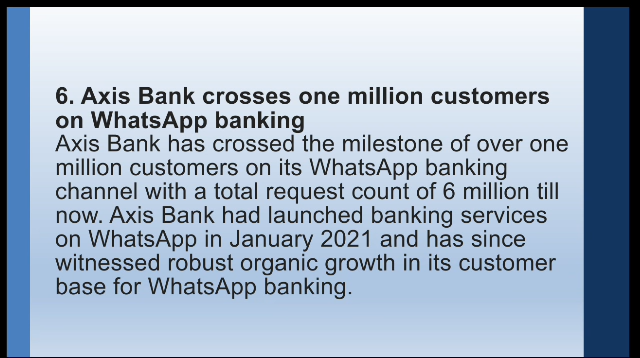 6. Axis Bank crosses one million customers
on WhatsApp banking
Axis Bank has crossed the milestone of over one
million customers on its WhatsApp banking
channel with a total request count of 6 million till
now. Axis Bank had launched banking services
on WhatsApp in January 2021 and has since
witnessed robust organic growth in its customer
base for WhatsApp banking.